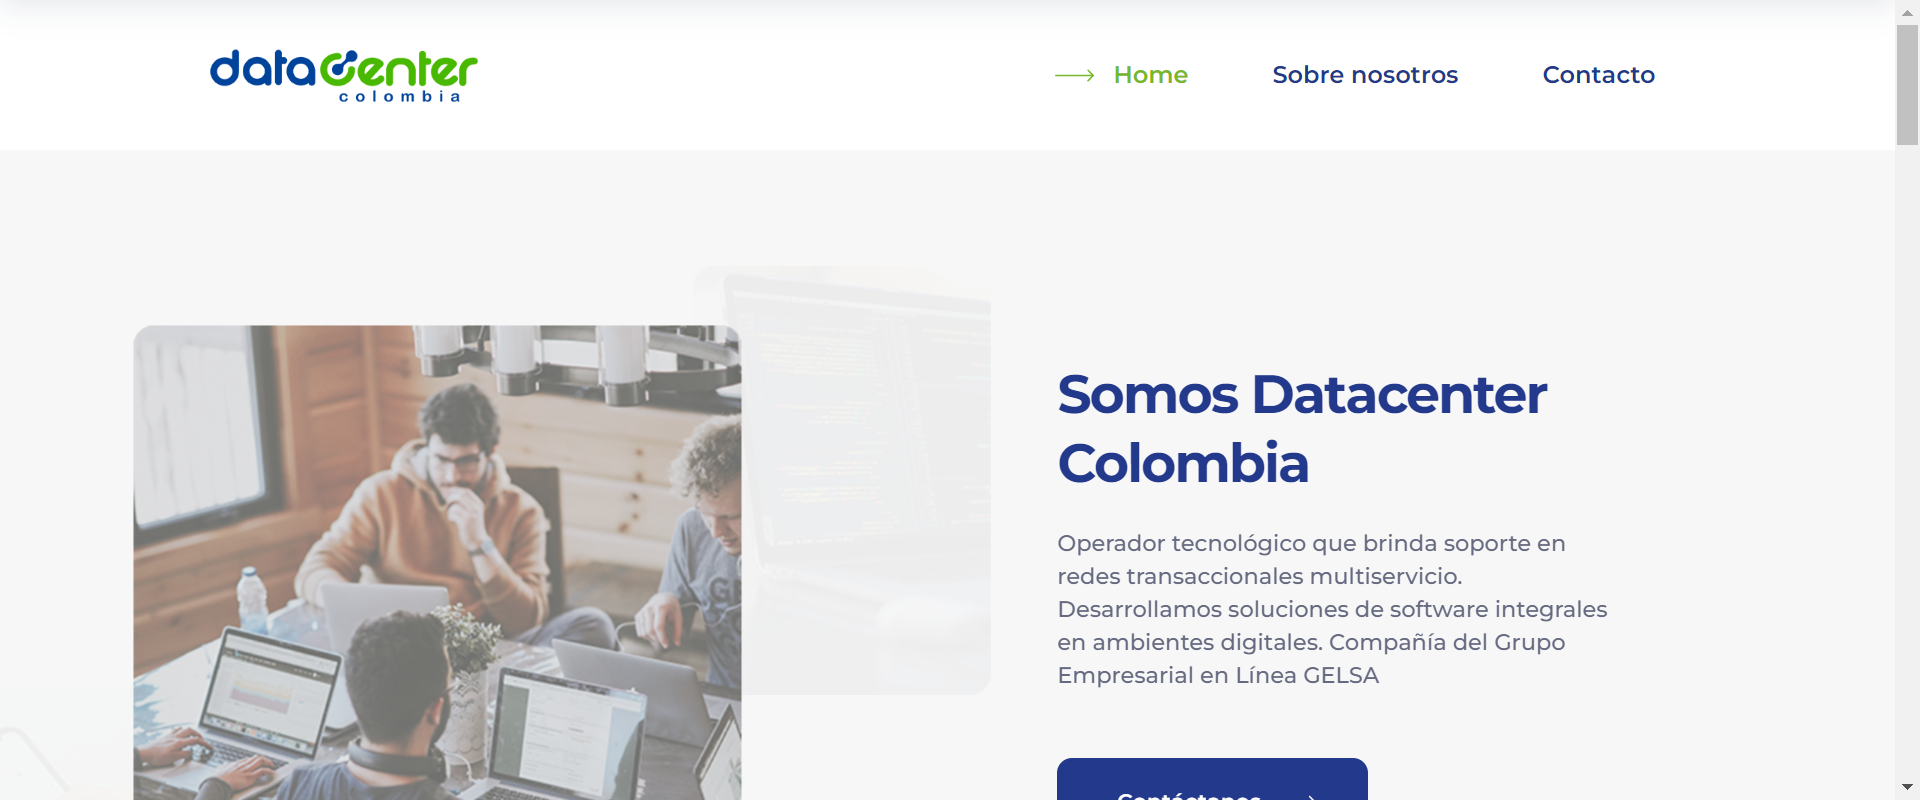 datacenter
colombia
Home
Sobre nosotros
Contacto
Somos Datacenter
Colombia
Operador tecnológico que brinda soporte en
redes transaccionales multiservicio.
Desarrollamos soluciones de software integrales
en ambientes digitales. Compañía del Grupo
Empresarial en Línea GELSA
Contáctenos